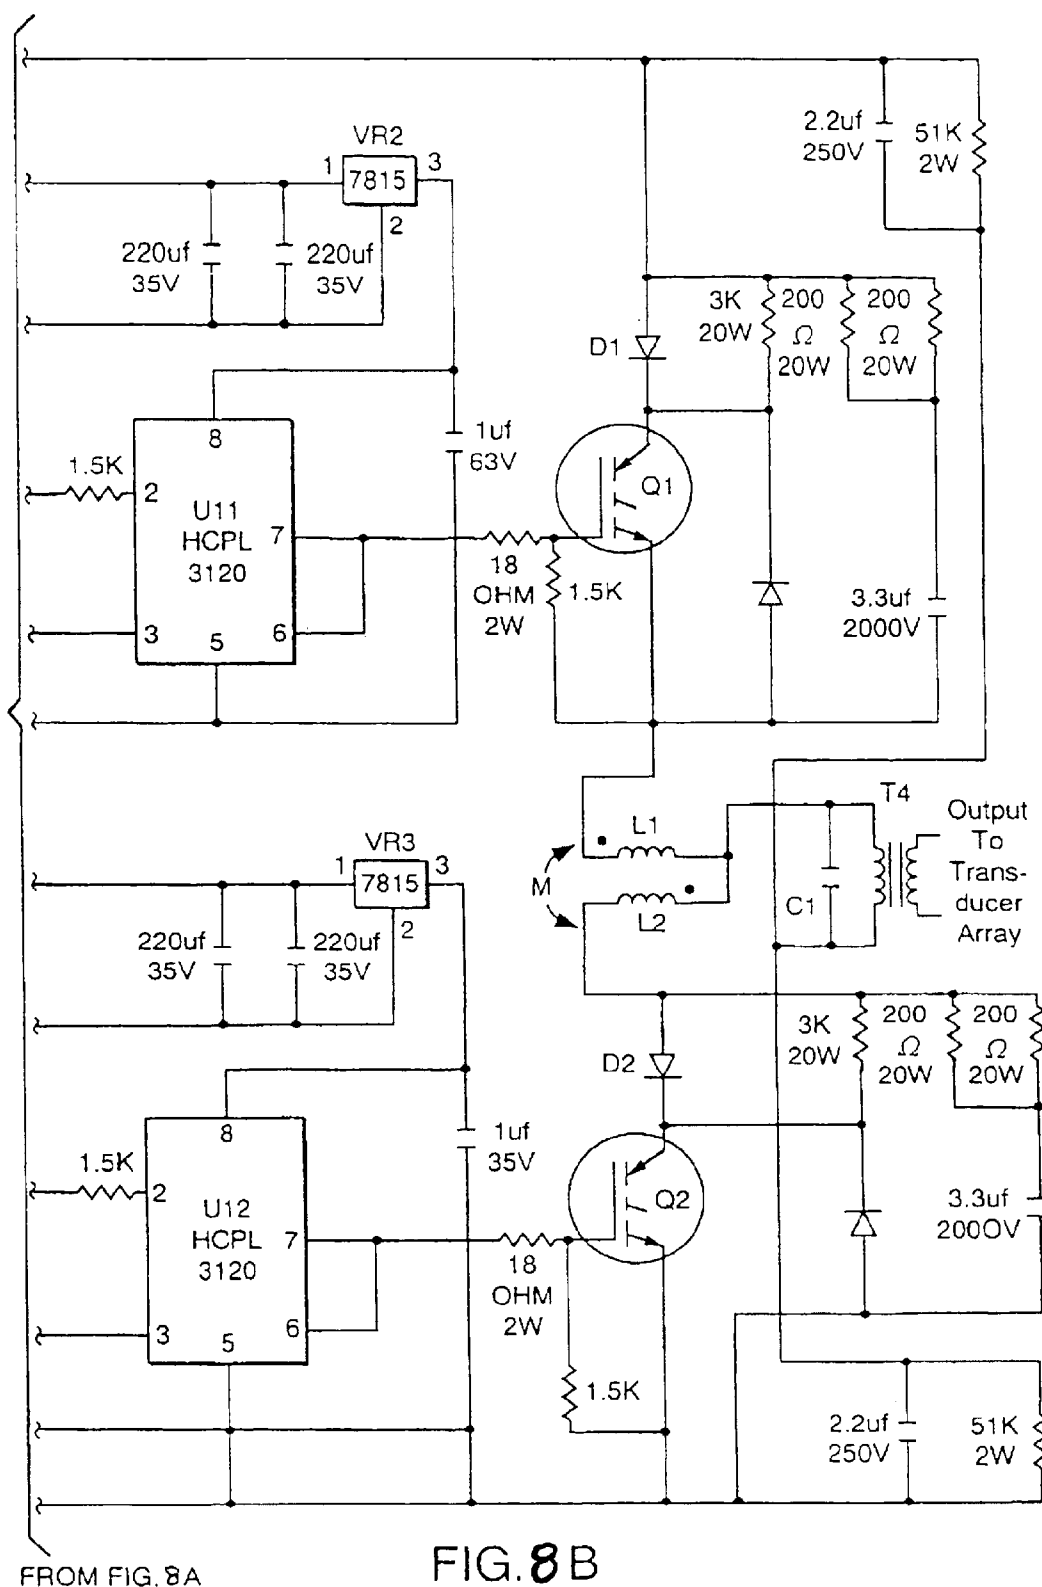 2.2uf
250V
51K
2W
VR2
1
7815
3
2
220uf
35V
220uf
35V
3K
20W
200
Ω
20W
200
Ω
20W
D1
8
1uf
63V
1.5K
2
U11
HCPL
3120
7
Q1
18
OHM
2W
1.5K
3.3uf
2000V
3
5
6
T4
Output
To
Trans-
ducer
Array
L1
M
L2
C1
VR3
1
7815
3
2
220uf
35V
220uf
35V
3K
20W
200
Ω
20W
200
Ω
20W
D2
8
1uf
35V
1.5K
2
U12
HCPL
3120
7
Q2
18
OHM
2W
3.3uf
200OV
3
5
6
1.5K
2.2uf
250V
51K
2W
FROM FIG. 8A
FIG. 8B